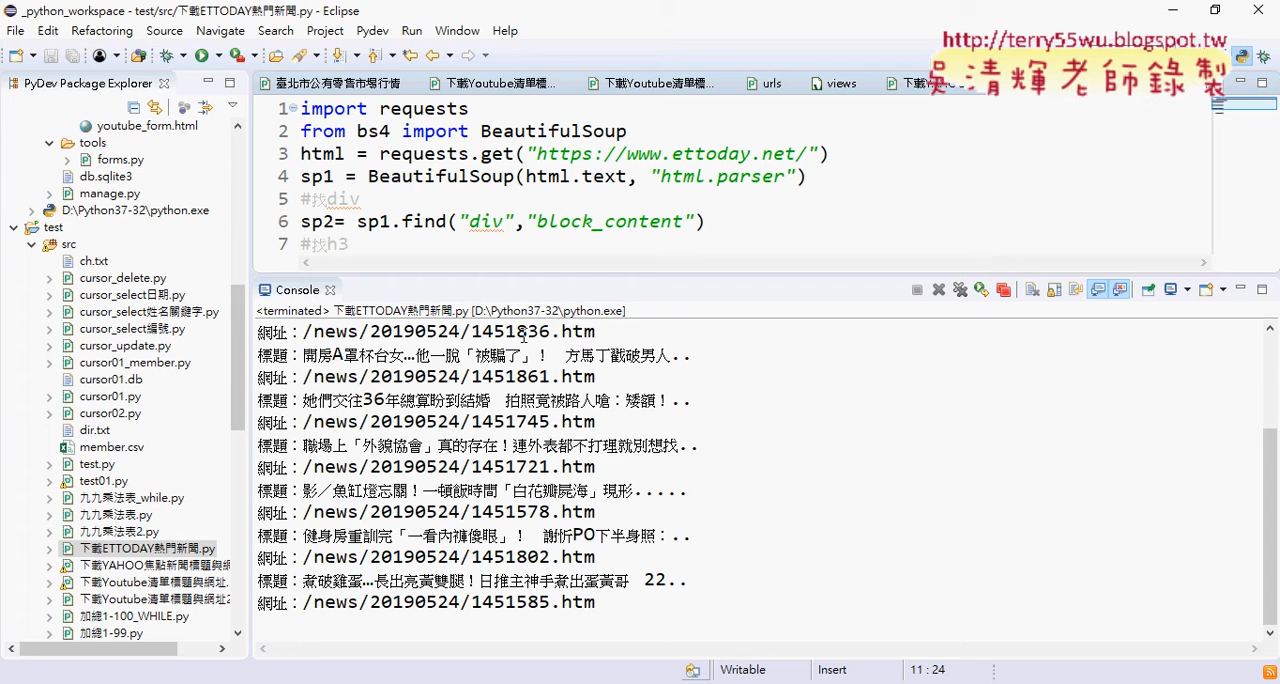 _python_workspace - test/src/下載ETTODAY熱門新聞.py - Eclipse
File Edit Refactoring Source Navigate Search Project Pydev Run Window Help
http://terry55wu.blogspot.tw
吳清輝老師錄製
PyDev Package Explorer
臺北市公有零售市場行情
下載Youtube清單標...
下載Youtube清單標...
urls
views
youtube_form.html
tools
forms.py
db.sqlite3
manage.py
D:\Python37-32\python.exe
test
src
ch.txt
cursor_delete.py
cursor_select日期.py
cursor_select姓名關鍵字.py
cursor_select編號.py
cursor_update.py
cursor01_member.py
cursor01.db
cursor01.py
cursor02.py
dir.txt
member.csv
test.py
test01.py
九九乘法表_while.py
九九乘法表.py
九九乘法表2.py
下載ETTODAY熱門新聞.py
下載YAHOO焦點新聞標題與網
下載Youtube清單標題與網址.
下載Youtube清單標題與網址2
加總1-100_WHILE.py
加總1-99.py
1 import requests
2 from bs4 import BeautifulSoup
3 html = requests.get("https://www.ettoday.net/")
4 sp1 = BeautifulSoup(html.text, "html.parser")
5 #找div
6 sp2= sp1.find("div","block_content")
7 #找h3
Console
<terminated> 下載ETTODAY熱門新聞.py [D:\Python37-32\python.exe]
網址：/news/20190524/1451836.htm
標題：開房A罩杯台女…他一脫「被騙了」！　方馬丁戳破男人..
網址：/news/20190524/1451861.htm
標題：她們交往36年總算盼到結婚　拍照竟被路人嗆：矮額！..
網址：/news/20190524/1451745.htm
標題：職場上「外貌協會」真的存在！連外表都不打理就別想找..
網址：/news/20190524/1451721.htm
標題：影／魚缸燈忘關！一頓飯時間「白花瓣屍海」現形.....
網址：/news/20190524/1451578.htm
標題：健身房重訓完「一看內褲傻眼」！　謝忻PO下半身照：..
網址：/news/20190524/1451802.htm
標題：煮破雞蛋…長出亮黃雙腿！日推主神手煮出蛋黃哥　22..
網址：/news/20190524/1451585.htm
Writable Insert 11 : 24